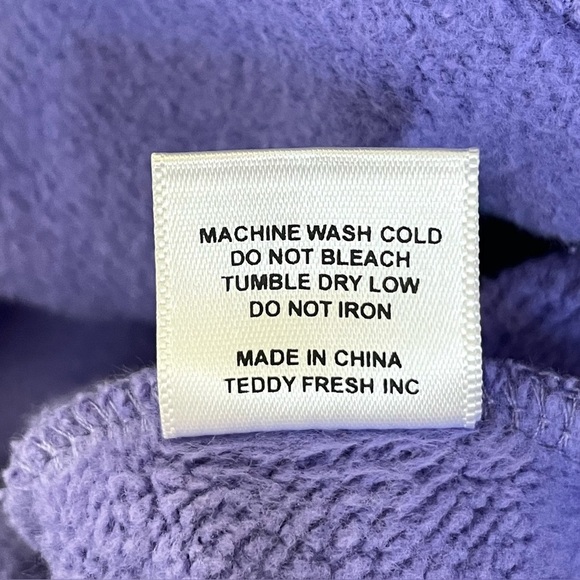 MACHINE WASH COLD
DO NOT BLEACH
TUMBLE DRY LOW
DO NOT IRON
MADE IN CHINA
TEDDY FRESH INC